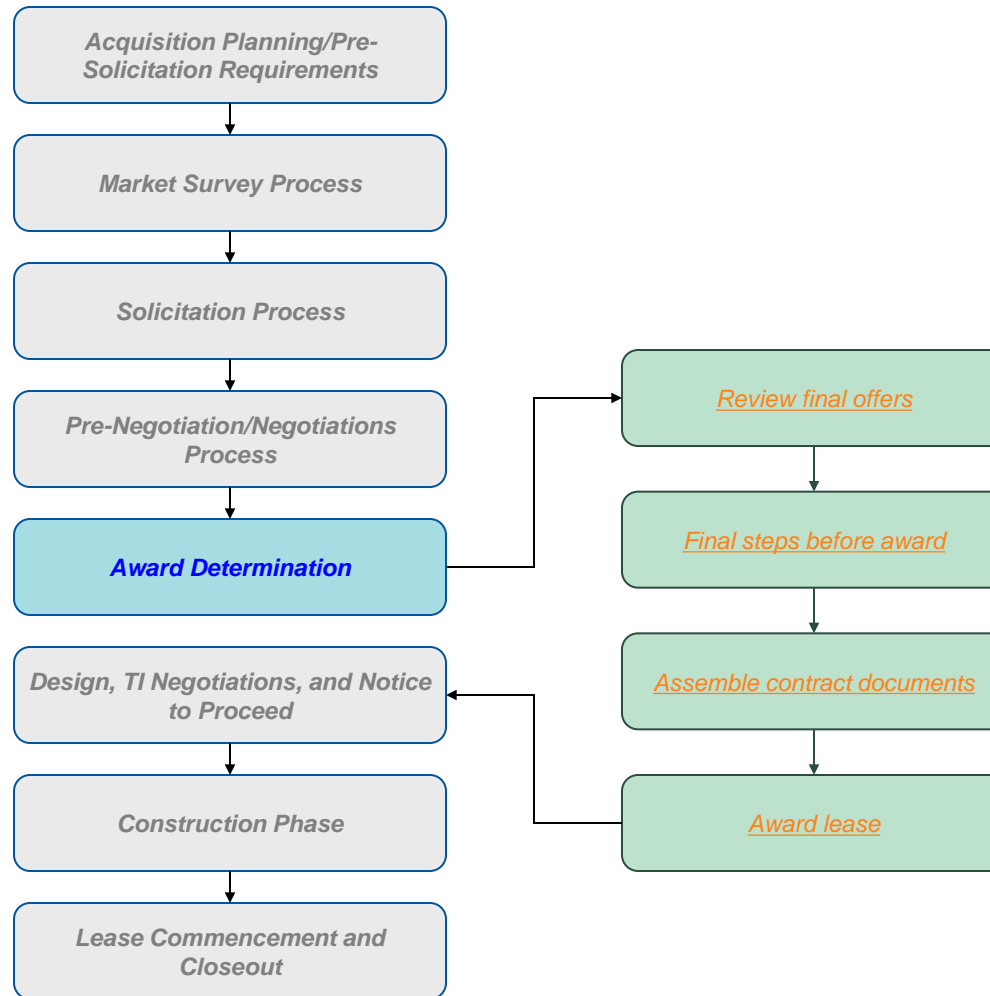 Acquisition Planning/Pre-
Solicitation Requirements
Market Survey Process
Solicitation Process
Pre-Negotiation/Negotiations
Process
Award Determination
Design, TI Negotiations, and Notice
to Proceed
Construction Phase
Lease Commencement and
Closeout
Review final offers
Final steps before award
Assemble contract documents
Award lease